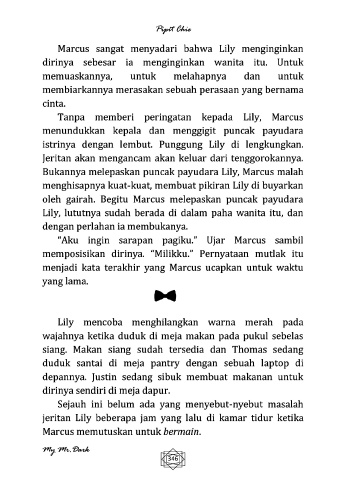 Pipit Chie
Marcus sangat menyadari bahwa Lily menginginkan
dirinya sebesar ia menginginkan wanita itu. Untuk
memuaskannya, untuk melahapnya dan untuk
membiarkannya merasakan sebuah perasaan yang bernama
cinta.
Tanpa memberi peringatan kepada Lily, Marcus
menundukkan kepala dan menggigit puncak payudara
istrinya dengan lembut. Punggung Lily di lengkungkan.
Jeritan akan mengancam akan keluar dari tenggorokannya.
Bukannya melepaskan puncak payudara Lily, Marcus malah
menghisapnya kuat-kuat, membuat pikiran Lily di buyarkan
oleh gairah. Begitu Marcus melepaskan puncak payudara
Lily, lututnya sudah berada di dalam paha wanita itu, dan
dengan perlahan ia membukanya.
“Aku ingin sarapan pagiku.” Ujar Marcus sambil
memposisikan dirinya. “Milikku.” Pernyataan mutlak itu
menjadi kata terakhir yang Marcus ucapkan untuk waktu
yang lama.
Lily mencoba menghilangkan warna merah pada
wajahnya ketika duduk di meja makan pada pukul sebelas
siang. Makan siang sudah tersedia dan Thomas sedang
duduk santai di meja pantry dengan sebuah laptop di
depannya. Justin sedang sibuk membuat makanan untuk
dirinya sendiri di meja dapur.
Sejauh ini belum ada yang menyebut-nyebut masalah
jeritan Lily beberapa jam yang lalu di kamar tidur ketika
Marcus memutuskan untuk bermain.
My Mr. Dark
346